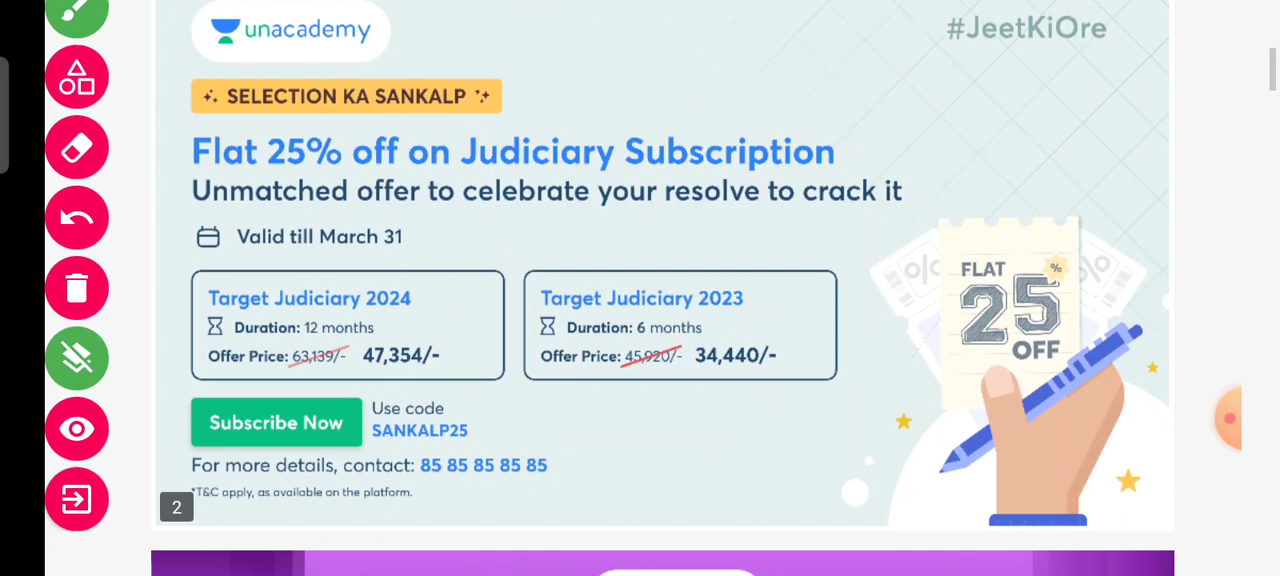 unacademy
#JeetKiOre
SELECTION KA SANKALP
Flat 25% off on Judiciary Subscription
Unmatched offer to celebrate your resolve to crack it
Valid till March 31
Target Judiciary 2024
Duration: 12 months
Offer Price: 63,139/- 47,354/-
Target Judiciary 2023
Duration: 6 months
Offer Price: 45,920/- 34,440/-
Subscribe Now
Use code
SANKALP25
For more details, contact: 85 85 85 85 85
*T&C apply, as available on the platform.
2
%
%
%
FLAT
25
OFF